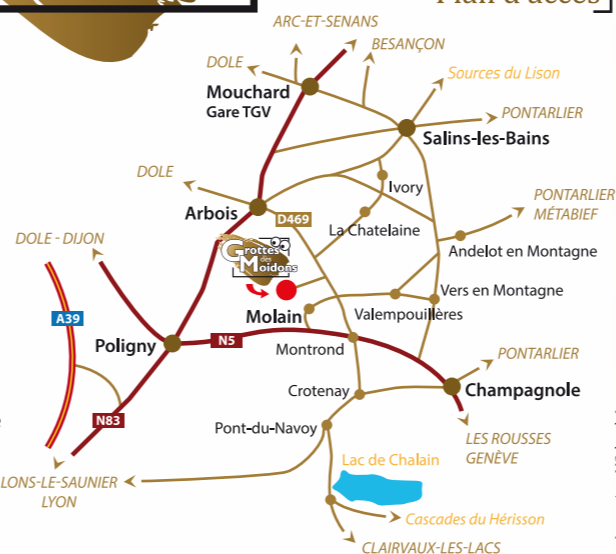 Plan d'accès
ARC-ET-SENANS
BESANÇON
DOLE
Sources du Lison
Mouchard
Gare TGV
PONTARLIER
Salins-les-Bains
DOLE
Ivory
PONTARLIER
MÉTABIEF
Arbois
D469
La Chatelaine
DOLE - DIJON
Grottes
des
Moidons
Andelot en Montagne
Vers en Montagne
A39
Molain
Valempouillères
Poligny
N5
Montrond
PONTARLIER
Crotenay
Champagnole
N83
Pont-du-Navoy
LES ROUSSES
GENÈVE
LONS-LE-SAUNIER
LYON
Lac de Chalain
Cascades du Hérisson
CLAIRVAUX-LES-LACS